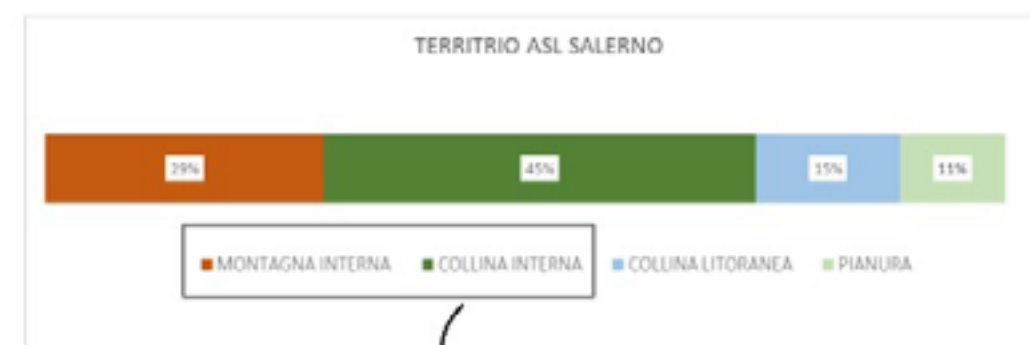 TERRITRIO ASL SALERNO
29% 45% 15% 11%
MONTAGNA INTERNA COLLINA INTERNA COLLINA LITORANEA PIANURA